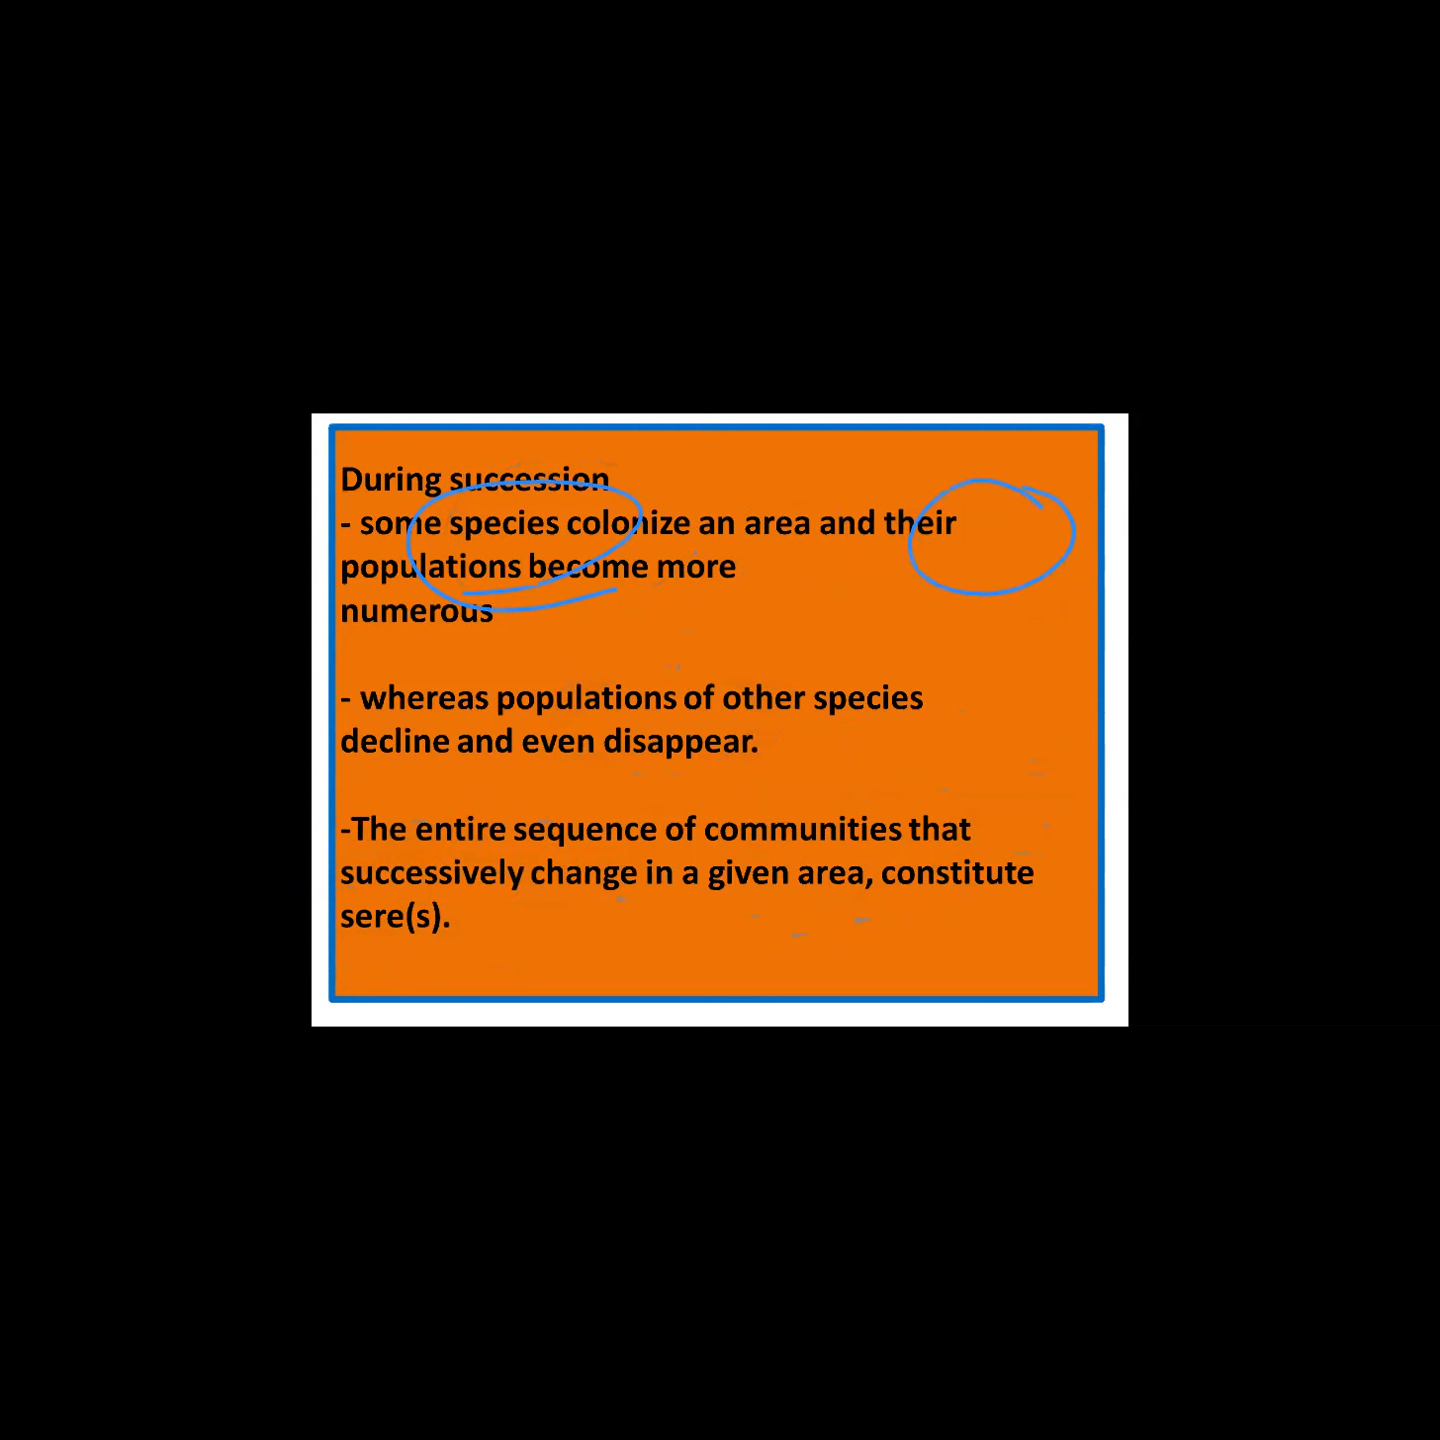 During succession
- some species colonize an area and their
populations become more
numerous
- whereas populations of other species
decline and even disappear.
-The entire sequence of communities that
successively change in a given area, constitute
sere(s).